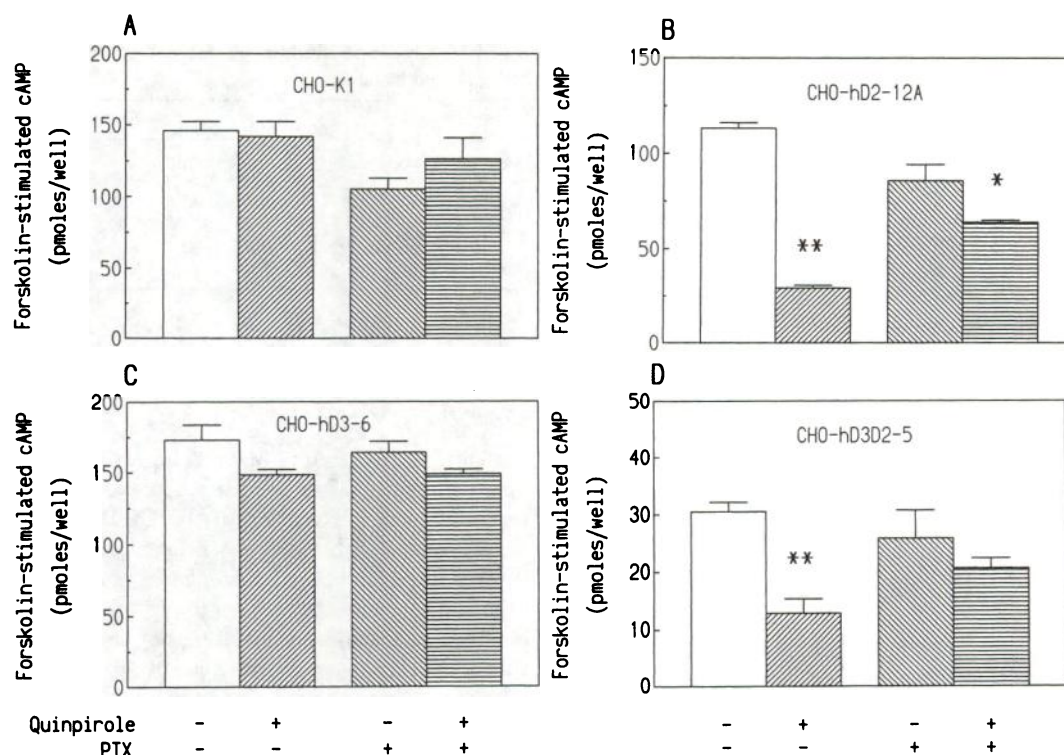 A
Forskolin-stimulated cAMP
(pmoles/well)
200
150
100
50
0
CHO-K1
B
Forskolin-stimulated cAMP
(pmoles/well)
150
100
50
0
CHO-hD2-12A
**
*
C
Forskolin-stimulated cAMP
(pmoles/well)
200
150
100
50
0
CHO-hD3-6
D
Forskolin-stimulated cAMP
(pmoles/well)
50
40
30
20
10
0
CHO-hD3D2-5
**
Quinpirole - + - + - + - +
PTX - - + + - - + +